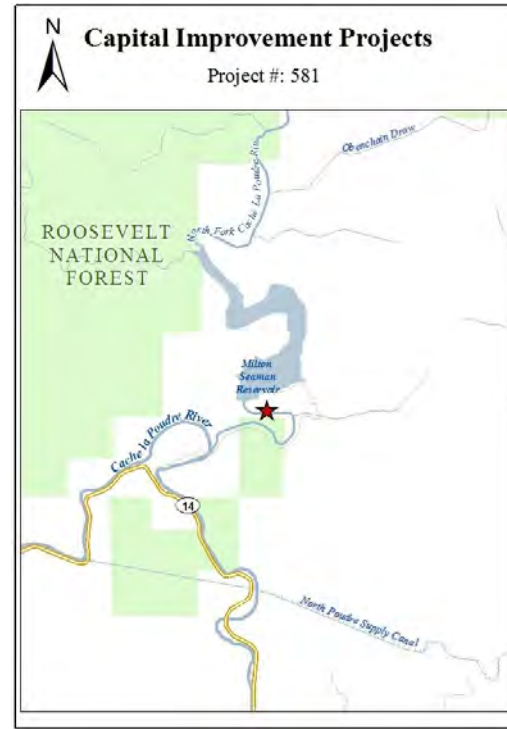 N
Capital Improvement Projects
Project #: 581
Obenchain Draw
North Fork Cache La Poudre Riv
ROOSEVELT
NATIONAL
FOREST
Milton
Seaman
Reservoir
Cache la Poudre River
14
North Poudre Supply Canal